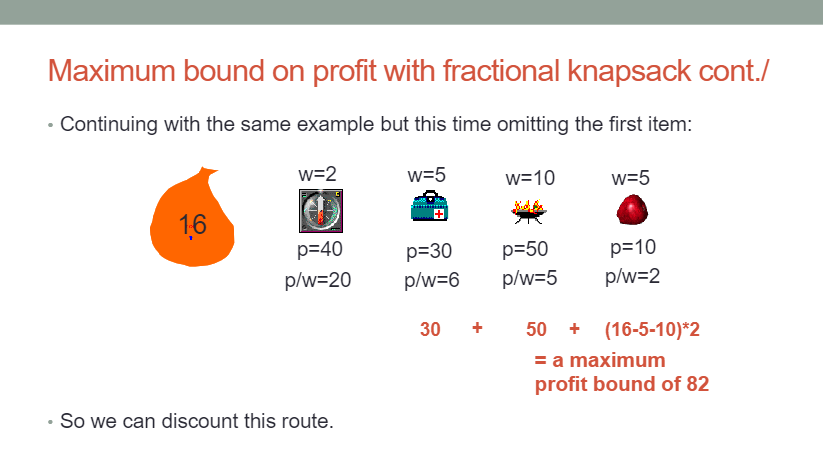 Maximum bound on profit with fractional knapsack cont./
• Continuing with the same example but this time omitting the first item:
16
w=2 w=5 w=10 w=5
p=40 p=30 p=50 p=10
p/w=20 p/w=6 p/w=5 p/w=2
30 + 50 + (16-5-10)*2
= a maximum
profit bound of 82
• So we can discount this route.